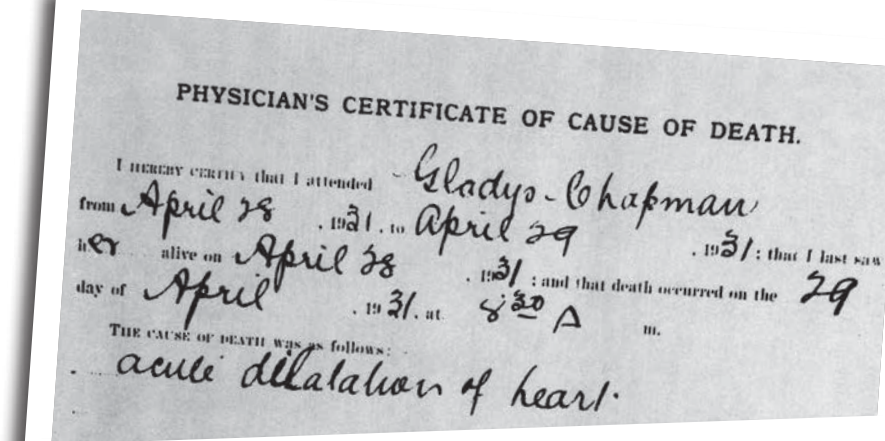 PHYSICIAN'S CERTIFICATE OF CAUSE OF DEATH.
I HEREBY CERTIFY that I attended Gladys Chapman
from April 28, 1931, to April 29, 1931; that I last saw
her alive on April 28, 1931; and that death occurred on the 29
day of April, 1931, at 8 30 A m.
THE CAUSE OF DEATH was as follows:
acute dilalation of heart.